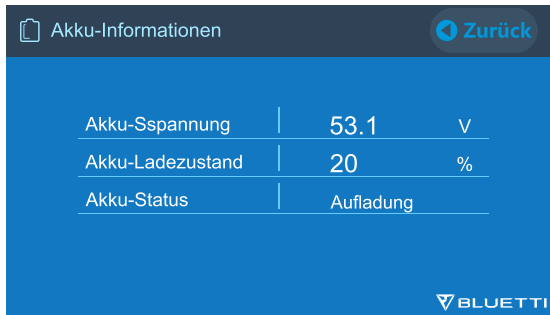 Akku-Informationen
Zurück
Akku-Sspannung 53.1 V
Akku-Ladezustand 20 %
Akku-Status Aufladung
BLUETTI